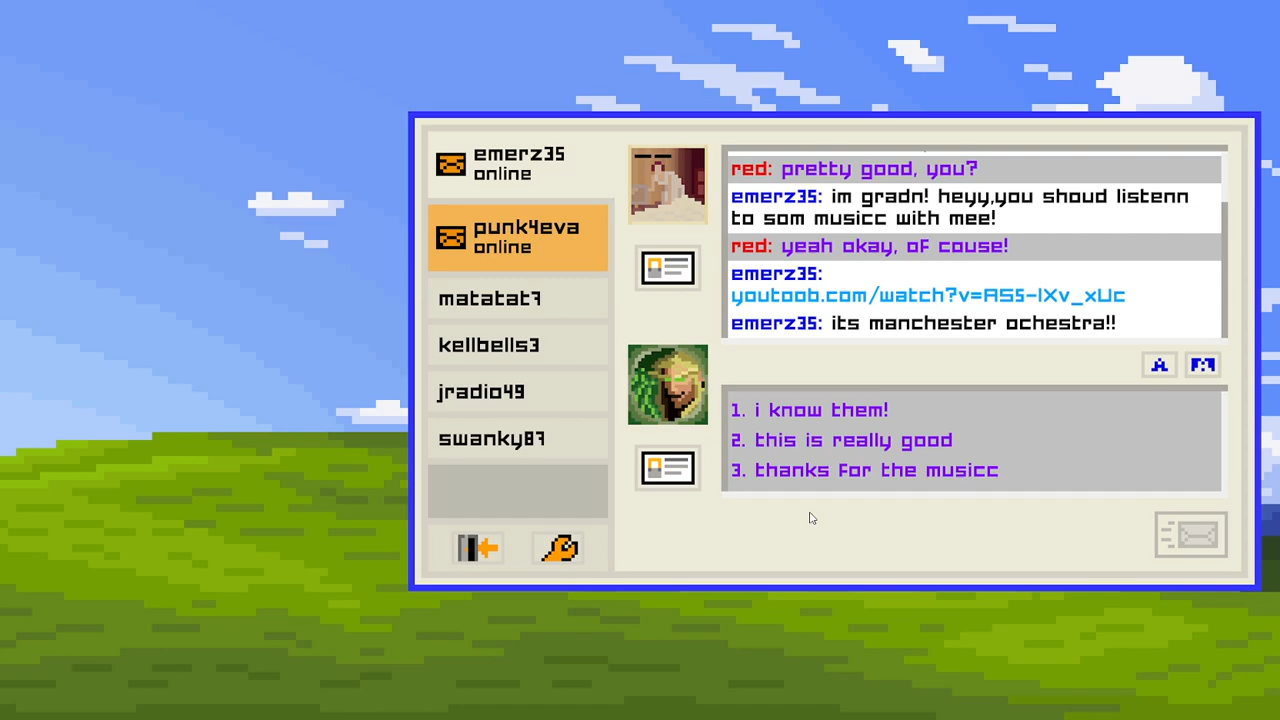 emerz35
online
punk4eva
online
matatat7
kellbells3
jradio49
swanky87
red: pretty good, you?
emerz35: im gradn! heyy,you shoud listenn
to som musicc with mee!
red: yeah okay, of couse!
emerz35:
youtoob.com/watch?v=A55-lXv_xUc
emerz35: its manchester ochestra!!
A
1. i know them!
2. this is really good
3. thanks for the musicc